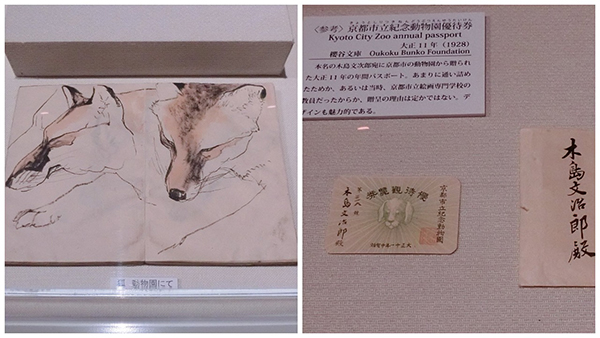 動物園にて
〈参考〉京都市立紀念動物園優待券
Kyoto City Zoo annual passport
大正11年（1928）
櫻谷文庫 Oukoku Bunko Foundation
本名の木島文次郎宛に京都市の動物園から贈られ
た大正11年の年間パスポート。あまりに通い詰め
たためか、あるいは当時、京都市立絵画専門学校の
教員だったからか。贈呈の理由は定かではない。デ
ザインも魅力的である。
券覧観待優
木島文治郎殿
京都市立紀念動物園
木島文治郎殿